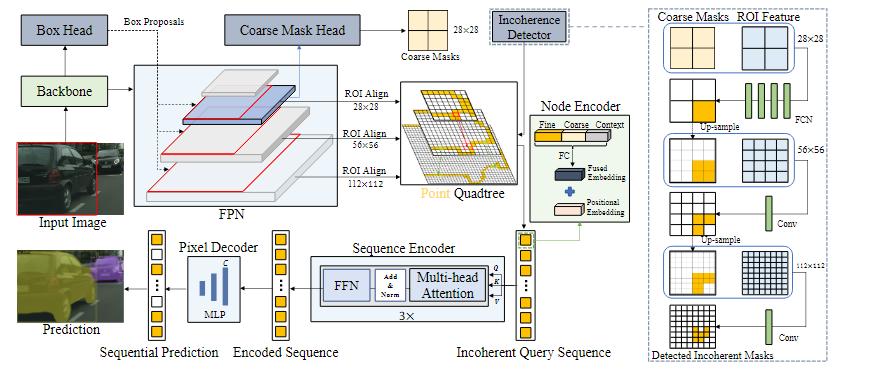 Box Head
Box Proposals
Coarse Mask Head
28×28
Coarse Masks
Incoherence
Detector
Backbone
ROI Align
28×28
ROI Align
56×56
ROI Align
112×112
FPN
Input Image
Point Quadtree
Node Encoder
Fine Coarse Context
FC
Fused
Embedding
Positional
Embedding
Coarse Masks ROI Feature
28×28
FCN
Up-sample
56×56
Conv
Up-sample
112×112
Conv
Detected Incoherent Masks
Prediction
Sequential Prediction
Pixel Decoder
C
MLP
Encoded Sequence
Sequence Encoder
FFN
Add
&
Norm
Multi-head
Attention
Q
K
V
3×
Incoherent Query Sequence